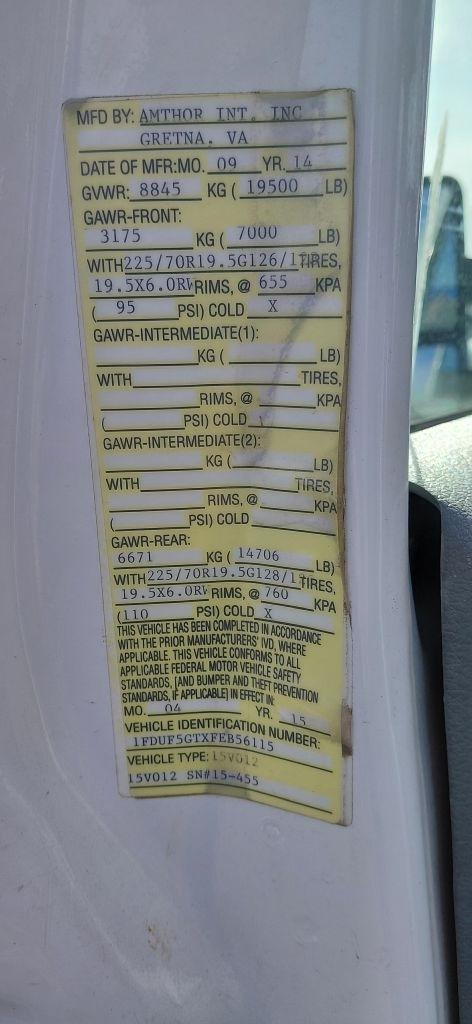 MFD BY: AMTHOR INT. INC
GRETNA. VA
DATE OF MFR:MO. 09 YR. 14
GVWR: 8845 KG ( 19500 LB)
GAWR-FRONT:
3175 KG ( 7000 LB)
WITH 225/70R19.5G126/1 TIRES,
19.5X6.0RW RIMS, @ 655 KPA
( 95 PSI) COLD X
GAWR-INTERMEDIATE(1):
KG ( LB)
WITH TIRES,
RIMS, @ KPA
( PSI) COLD
GAWR-INTERMEDIATE(2):
KG ( LB)
WITH TIRES,
RIMS, @ KPA
( PSI) COLD
GAWR-REAR:
6671 KG ( 14706 LB)
WITH 225/70R19.5G128/1 TIRES,
19.5X6.0RW RIMS, @ 760 KPA
(110 PSI) COLD X
THIS VEHICLE HAS BEEN COMPLETED IN ACCORDANCE
WITH THE PRIOR MANUFACTURERS' IVD, WHERE
APPLICABLE. THIS VEHICLE CONFORMS TO ALL
APPLICABLE FEDERAL MOTOR VEHICLE SAFETY
STANDARDS, [AND BUMPER AND THEFT PREVENTION
STANDARDS, IF APPLICABLE] IN EFFECT IN:
MO. 04 YR. 15
VEHICLE IDENTIFICATION NUMBER:
1FDUF5GTXFEB56115
VEHICLE TYPE: 15V012
15V012 SN#15-455